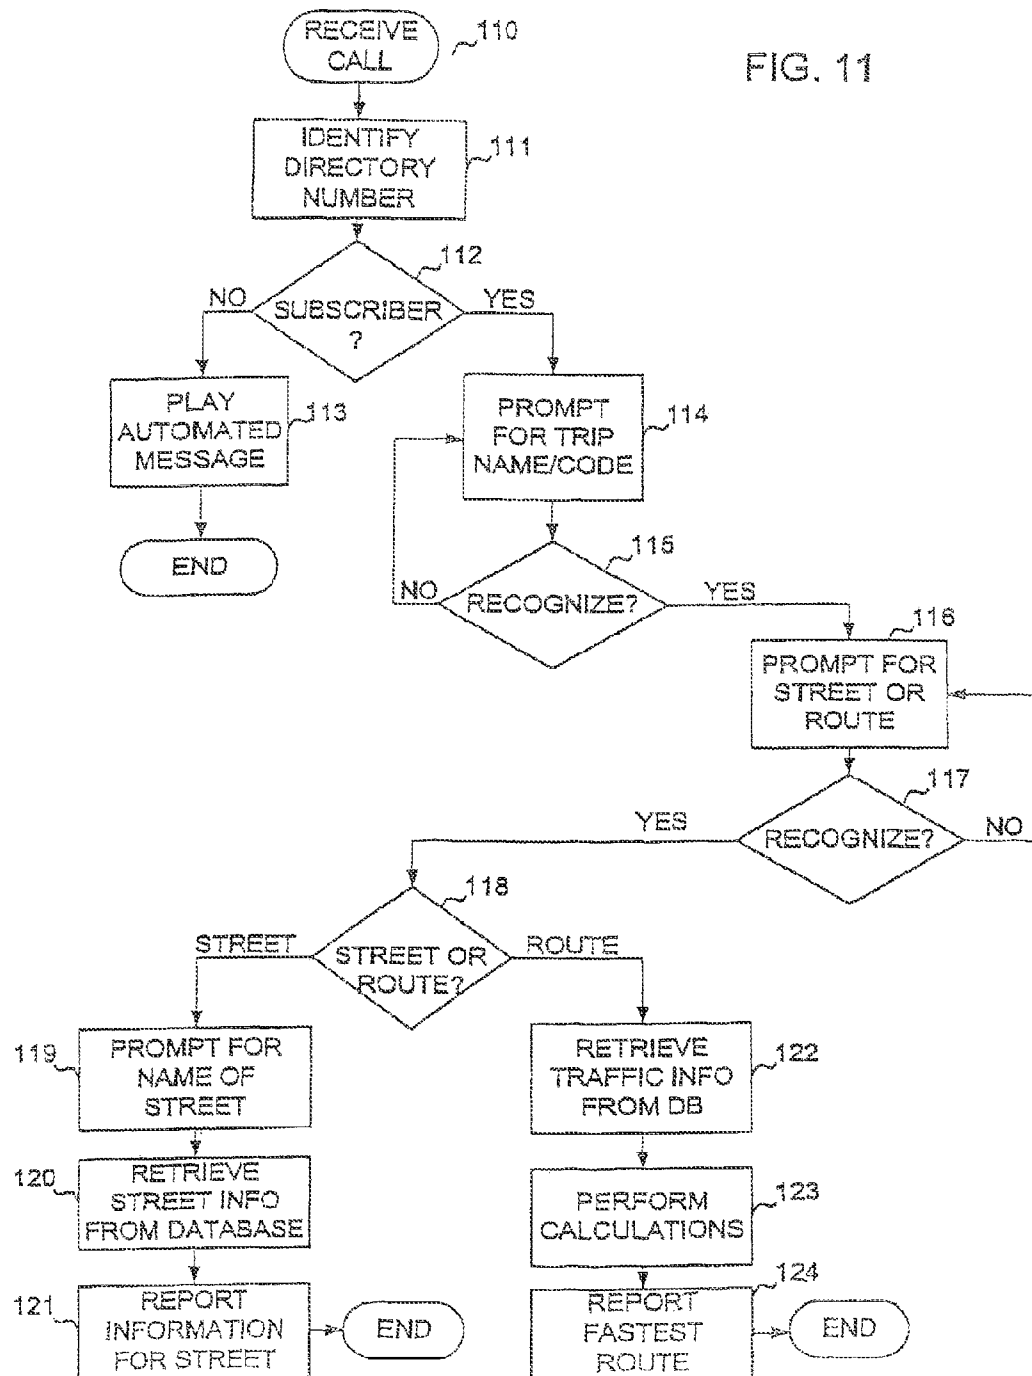 RECEIVE
CALL
110
FIG. 11
IDENTIFY
DIRECTORY
NUMBER
111
112
NO
SUBSCRIBER
?
YES
PLAY
AUTOMATED
MESSAGE
113
PROMPT
FOR TRIP
NAME/CODE
114
END
115
NO
RECOGNIZE?
YES
116
PROMPT FOR
STREET OR
ROUTE
117
YES
RECOGNIZE?
NO
118
STREET
STREET OR
ROUTE?
ROUTE
119
PROMPT FOR
NAME OF
STREET
RETRIEVE
TRAFFIC INFO
FROM DB
122
120
RETRIEVE
STREET INFO
FROM DATABASE
PERFORM
CALCULATIONS
123
121
REPORT
INFORMATION
FOR STREET
END
124
REPORT
FASTEST
ROUTE
END